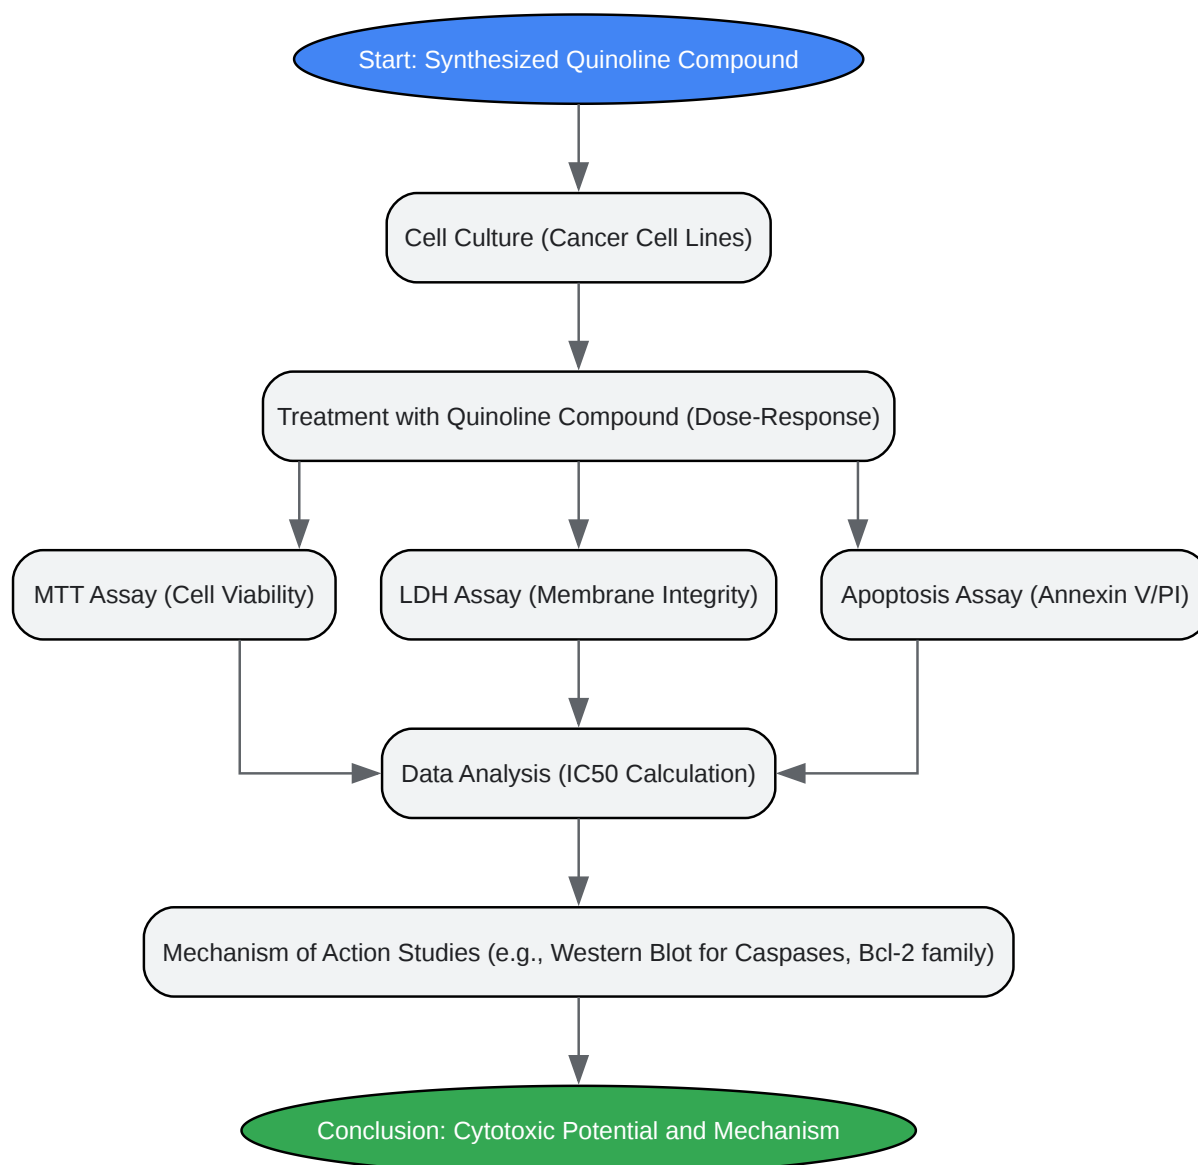 Start: Synthesized Quinoline Compound
Cell Culture (Cancer Cell Lines)
Treatment with Quinoline Compound (Dose-Response)
MTT Assay (Cell Viability)
LDH Assay (Membrane Integrity)
Apoptosis Assay (Annexin V/PI)
Data Analysis (IC50 Calculation)
Mechanism of Action Studies (e.g., Western Blot for Caspases, Bcl-2 family)
Conclusion: Cytotoxic Potential and Mechanism